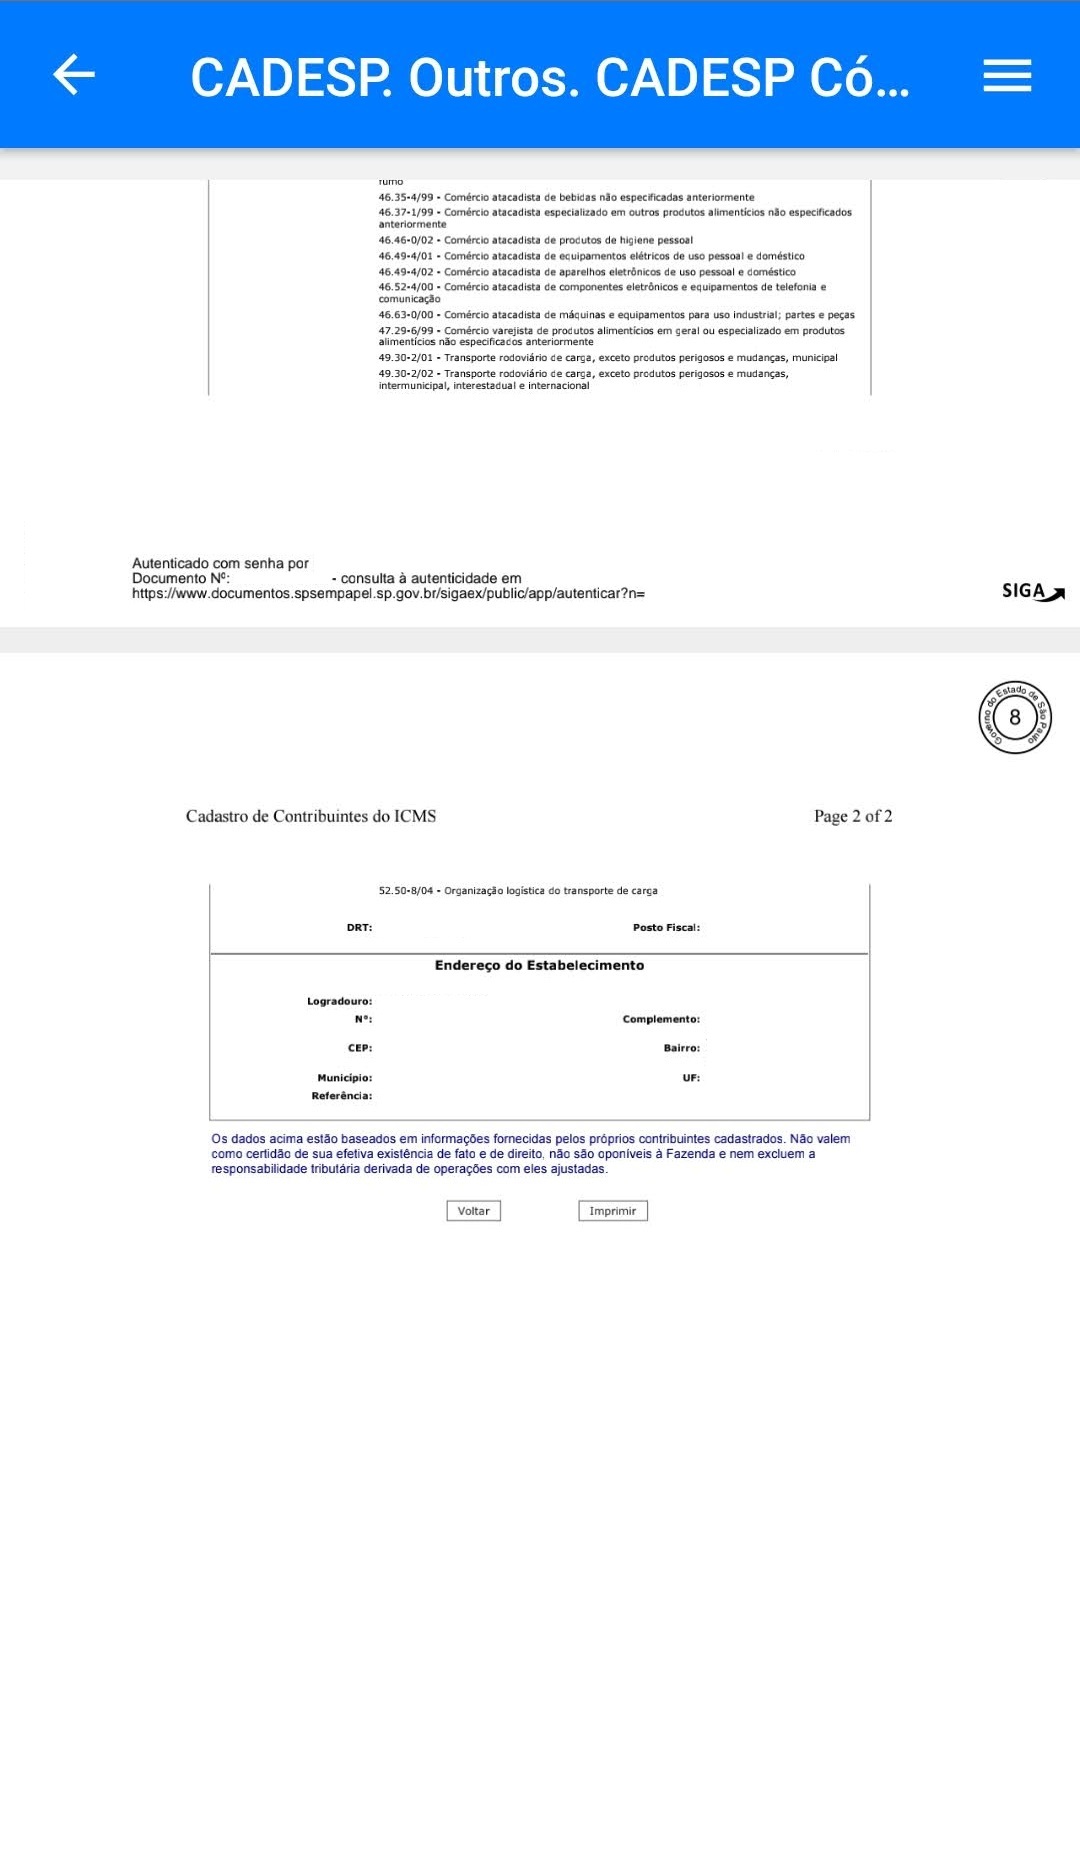 CADESP. Outros. CADESP Có...
fumo
46.35-4/99 - Comércio atacadista de bebidas não especificadas anteriormente
46.37-1/99 - Comércio atacadista especializado em outros produtos alimentícios não especificados
anteriormente
46.46-0/02 - Comércio atacadista de produtos de higiene pessoal
46.49-4/01 - Comércio atacadista de equipamentos elétricos de uso pessoal e doméstico
46.49-4/02 - Comércio atacadista de aparelhos eletrônicos de uso pessoal e doméstico
46.52-4/00 - Comércio atacadista de componentes eletrônicos e equipamentos de telefonia e
comunicação
46.63-0/00 - Comércio atacadista de máquinas e equipamentos para uso industrial; partes e peças
47.29-6/99 - Comércio varejista de produtos alimentícios em geral ou especializado em produtos
alimentícios não especificados anteriormente
49.30-2/01 - Transporte rodoviário de carga, exceto produtos perigosos e mudanças, municipal
49.30-2/02 - Transporte rodoviário de carga, exceto produtos perigosos e mudanças,
intermunicipal, interestadual e internacional
Autenticado com senha por
Documento Nº: - consulta à autenticidade em
https://www.documentos.spsempapel.sp.gov.br/sigaex/public/app/autenticar?n=
SIGA
Governo do Estado de São Paulo
8
Cadastro de Contribuintes do ICMS Page 2 of 2
52.50-8/04 - Organização logística do transporte de carga
DRT: Posto Fiscal:
Endereço do Estabelecimento
Logradouro:
Nº: Complemento:
CEP: Bairro:
Município: UF:
Referência:
Os dados acima estão baseados em informações fornecidas pelos próprios contribuintes cadastrados. Não valem
como certidão de sua efetiva existência de fato e de direito, não são oponíveis à Fazenda e nem excluem a
responsabilidade tributária derivada de operações com eles ajustadas.
Voltar Imprimir